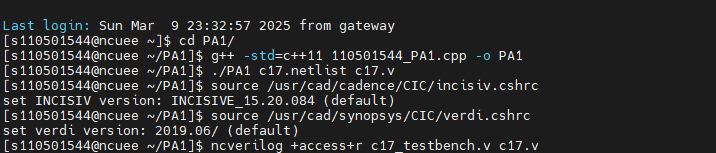 Last login: Sun Mar  9 23:32:57 2025 from gateway
[s110501544@ncuee ~]$ cd PA1/
[s110501544@ncuee ~/PA1]$ g++ -std=c++11 110501544_PA1.cpp -o PA1
[s110501544@ncuee ~/PA1]$ ./PA1 c17.netlist c17.v
[s110501544@ncuee ~/PA1]$ source /usr/cad/cadence/CIC/incisiv.cshrc
set INCISIV version: INCISIVE_15.20.084 (default)
[s110501544@ncuee ~/PA1]$ source /usr/cad/synopsys/CIC/verdi.cshrc
set verdi version: 2019.06/ (default)
[s110501544@ncuee ~/PA1]$ ncverilog +access+r c17_testbench.v c17.v